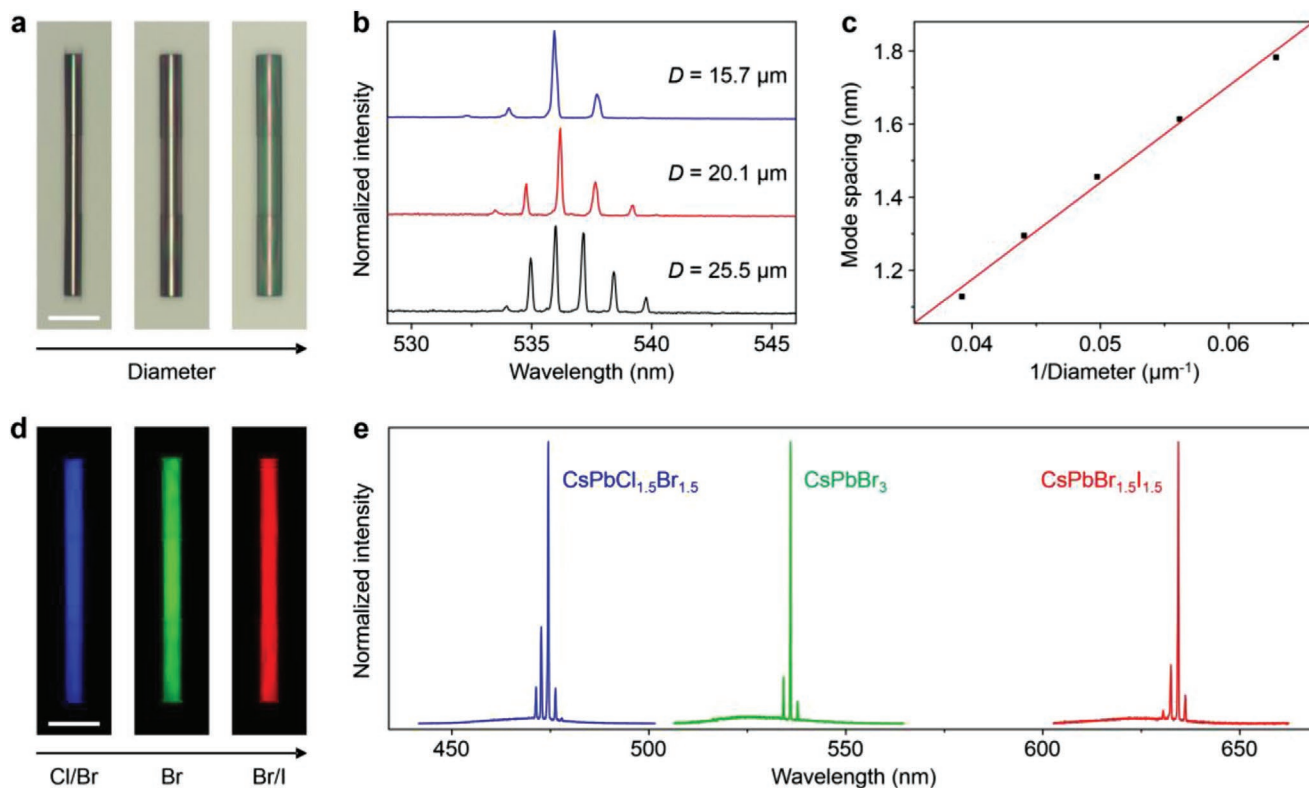 a
Diameter
b
Normalized intensity
D = 15.7 μm
D = 20.1 μm
D = 25.5 μm
530 535 540 545
Wavelength (nm)
c
Mode spacing (nm)
1.8
1.6
1.4
1.2
0.04 0.05 0.06
1/Diameter (μm⁻¹)
d
Cl/Br Br Br/I
e
Normalized intensity
CsPbCl₁.₅Br₁.₅
CsPbBr₃
CsPbBr₁.₅I₁.₅
450 500 550 600 650
Wavelength (nm)